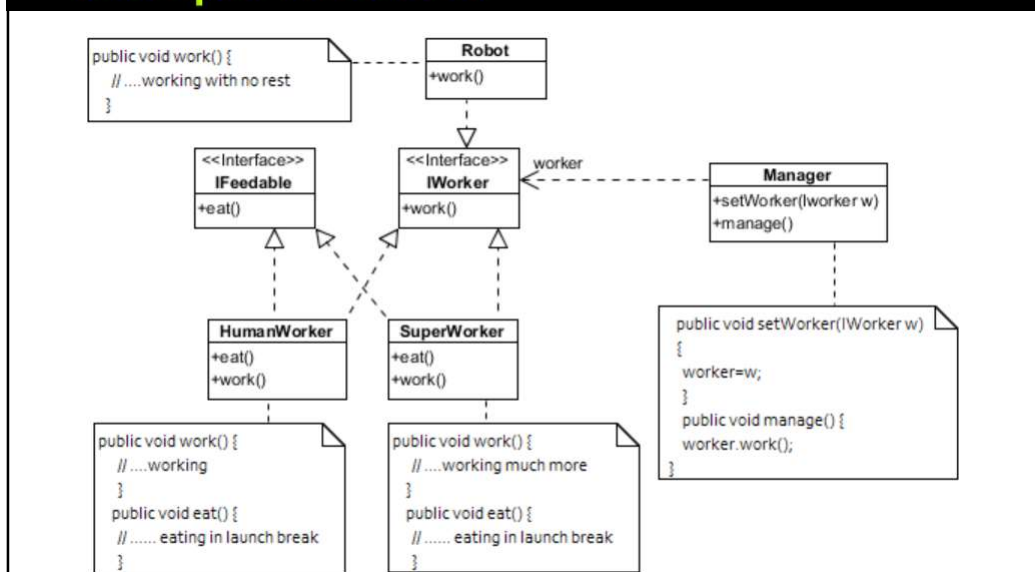 public void work() {
// ....working with no rest
}
Robot
+work()
<<Interface>>
IFeedable
+eat()
<<Interface>>
IWorker
+work()
worker
Manager
+setWorker(Iworker w)
+manage()
HumanWorker
+eat()
+work()
SuperWorker
+eat()
+work()
public void setWorker(IWorker w)
{
worker=w;
}
public void manage() {
worker.work();
}
public void work() {
// ....working
}
public void eat() {
// ...... eating in launch break
}
public void work() {
// ....working much more
}
public void eat() {
// ...... eating in launch break
}